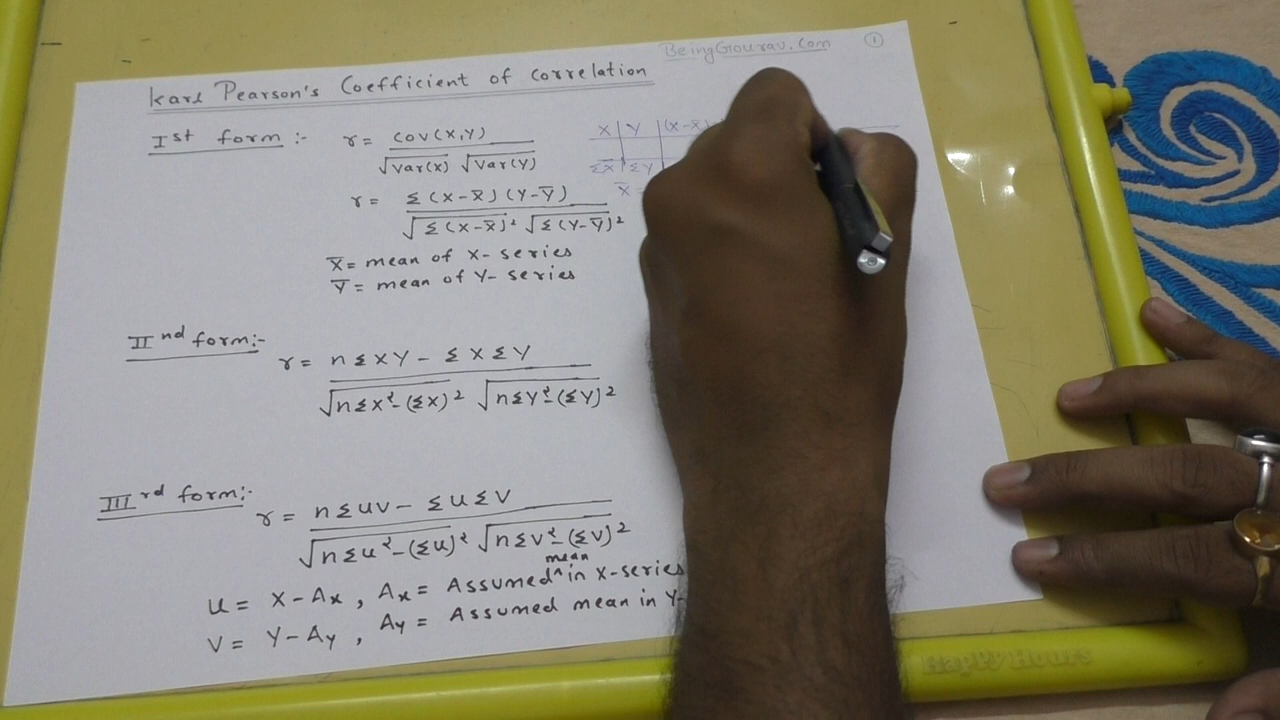 BeingGourav.Com ①
Karl Pearson's Coefficient of Correlation
Ist form :- r = COV(X,Y)
√Var(X) √Var(Y)
X Y (X-X̄)
ΣX ΣY
r = Σ(X-X̄)(Y-Ȳ)
√Σ(X-X̄)² √Σ(Y-Ȳ)²
X̄
X̄ = mean of X-series
Ȳ = mean of Y-series
IInd form:- r = nΣXY - ΣXΣY
√nΣX²-(ΣX)² √nΣY²-(ΣY)²
IIIrd form:- r = nΣuv - ΣuΣv
√nΣu²-(Σu)² √nΣv²-(Σv)²
u = X-Ax , Ax = Assumed ^mean in X-series
v = Y-Ay , Ay = Assumed mean in Y-
Happy Hours